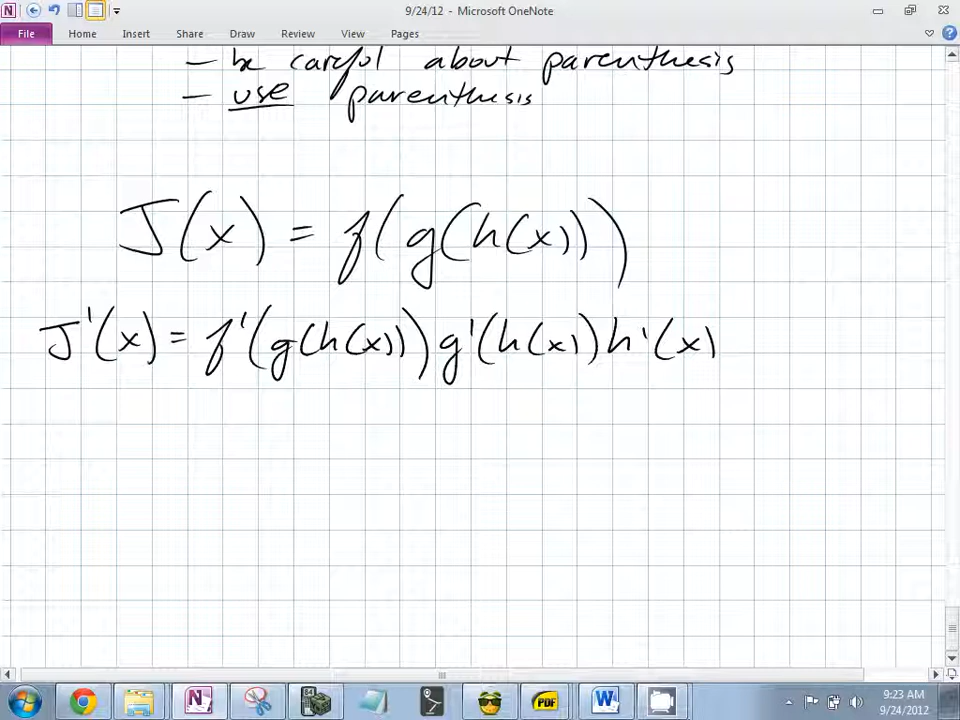 9/24/12 - Microsoft OneNote
File Home Insert Share Draw Review View Pages
– be careful about parenthesis
– use parenthesis
J(x) = f(g(h(x)))
J'(x) = f'(g(h(x)))g'(h(x))h'(x)
9:23 AM
9/24/2012